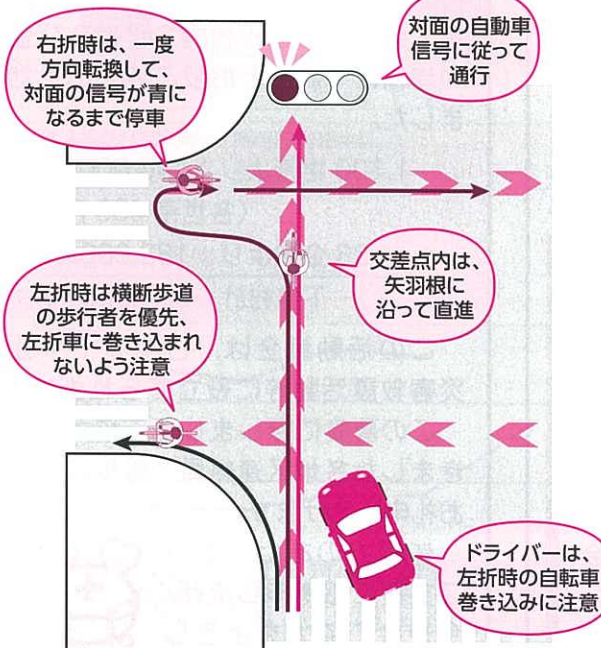 右折時は、一度
方向転換して、
対面の信号が青に
なるまで停車
対面の自動車
信号に従って
通行
交差点内は、
矢羽根に
沿って直進
左折時は横断歩道
の歩行者を優先、
左折車に巻き込まれ
ないよう注意
ドライバーは、
左折時の自転車
巻き込みに注意